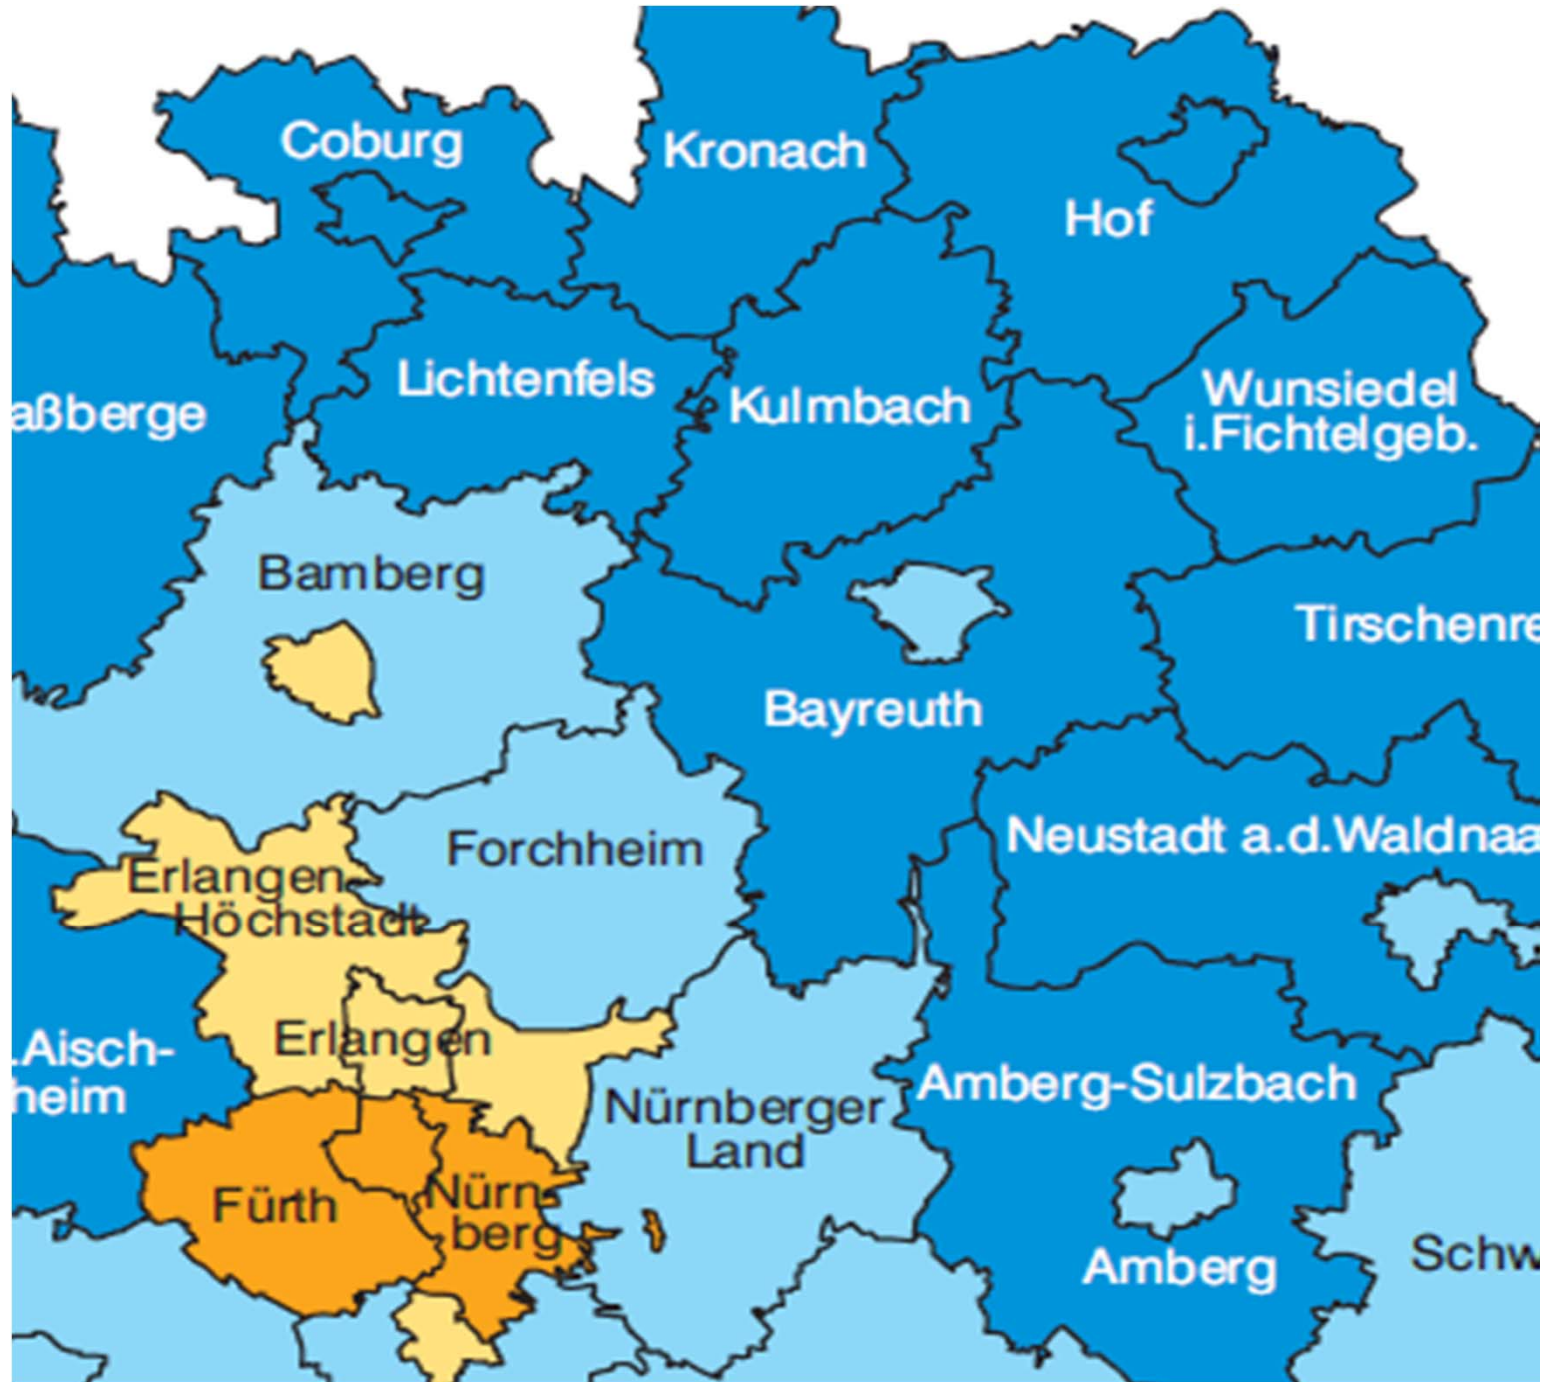 Coburg
Kronach
Hof
Lichtenfels
Kulmbach
Wunsiedel
i.Fichtelgeb.
aßberge
Bamberg
Tirschenre
Bayreuth
Neustadt a.d.Waldnaa
Forchheim
Erlangen-
Höchstadt
Erlangen
.Aisch-
heim
Amberg-Sulzbach
Nürnberger
Land
Fürth
Nürn-
berg
Schw
Amberg